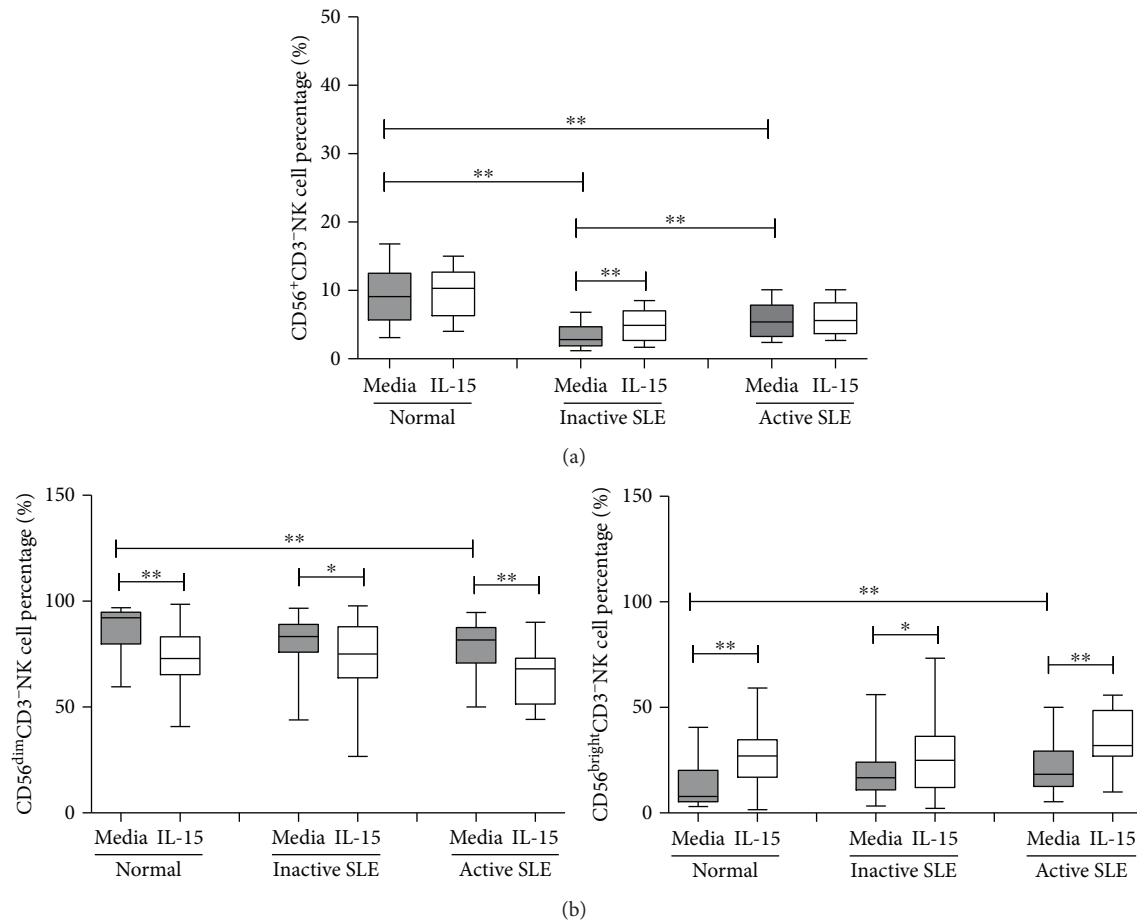 CD56⁺CD3⁻NK cell percentage (%)
50
40
30
20
10
0
**
**
**
**
Media IL-15 Media IL-15 Media IL-15
Normal Inactive SLE Active SLE
(a)
CD56ᵈⁱᵐCD3⁻NK cell percentage (%)
150
100
50
0
**
**
*
**
Media IL-15 Media IL-15 Media IL-15
Normal Inactive SLE Active SLE
CD56ᵇʳⁱᵍʰᵗCD3⁻NK cell percentage (%)
150
100
50
0
**
**
*
**
Media IL-15 Media IL-15 Media IL-15
Normal Inactive SLE Active SLE
(b)